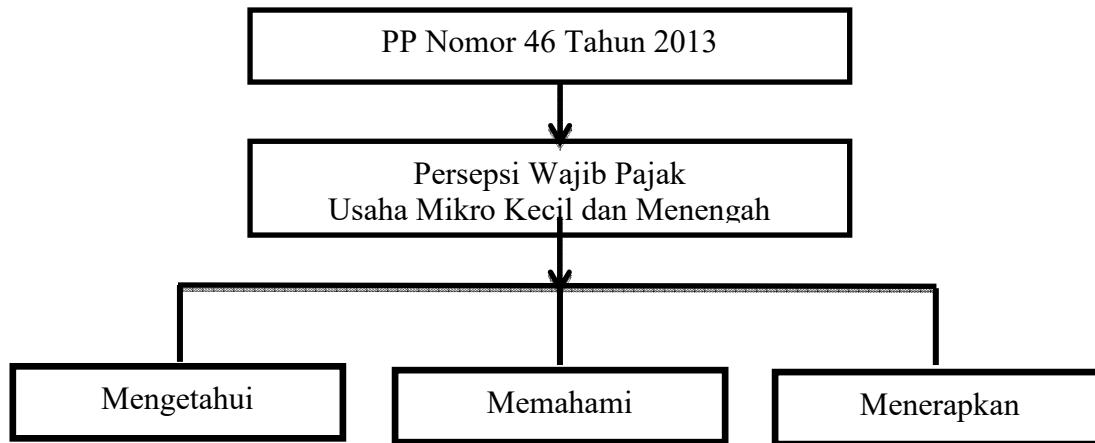 PP Nomor 46 Tahun 2013
Persepsi Wajib Pajak
Usaha Mikro Kecil dan Menengah
Mengetahui
Memahami
Menerapkan